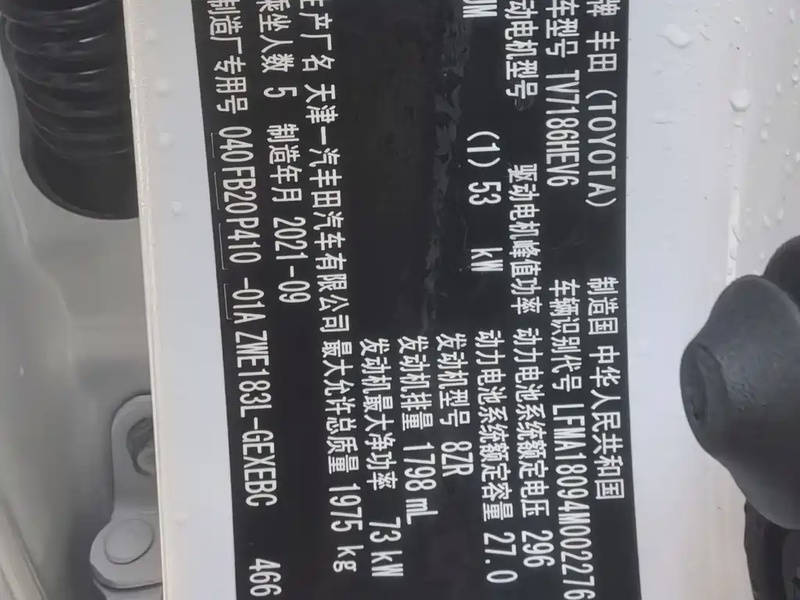 牌 丰田 (TOYOTA) 制造国 中华人民共和国
车型号 TV7186HEV6 车辆识别代号 LFMA18094M002276
动电机型号 驱动电机峰值功率 动力电池系统额定电压 296
DM (1) 53 kW 动力电池系统额定容量 27.0
发动机型号 8ZR
发动机排量 1798 mL
发动机最大净功率 73 kW
生产厂名 天津一汽丰田汽车有限公司 最大允许总质量 1975 kg
乘坐人数 5 制造年月 2021-09
制造厂专用号 040 FB20P410 -01A ZWE183L-GEXEBC 466